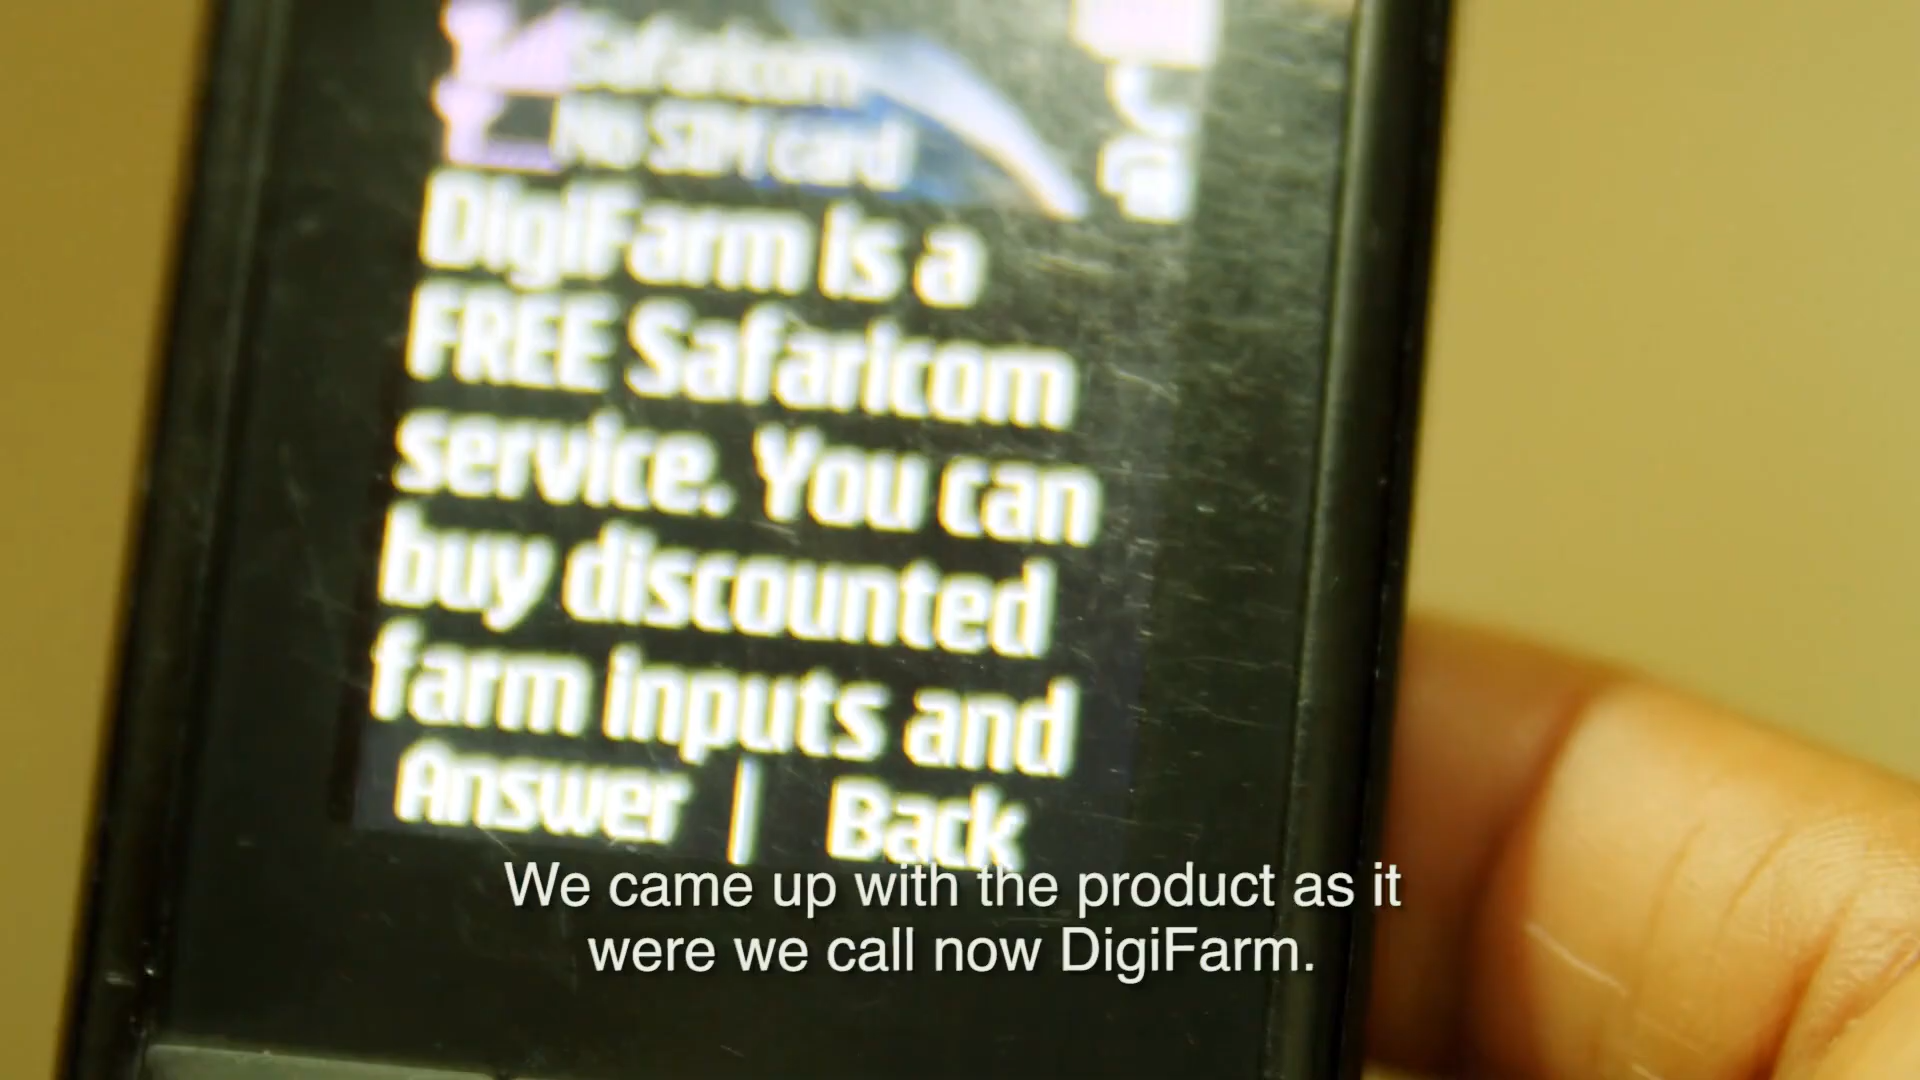 Safaricom
No SIM card
DigiFarm is a
FREE Safaricom
service. You can
buy discounted
farm inputs and
Answer | Back
We came up with the product as it
were we call now DigiFarm.